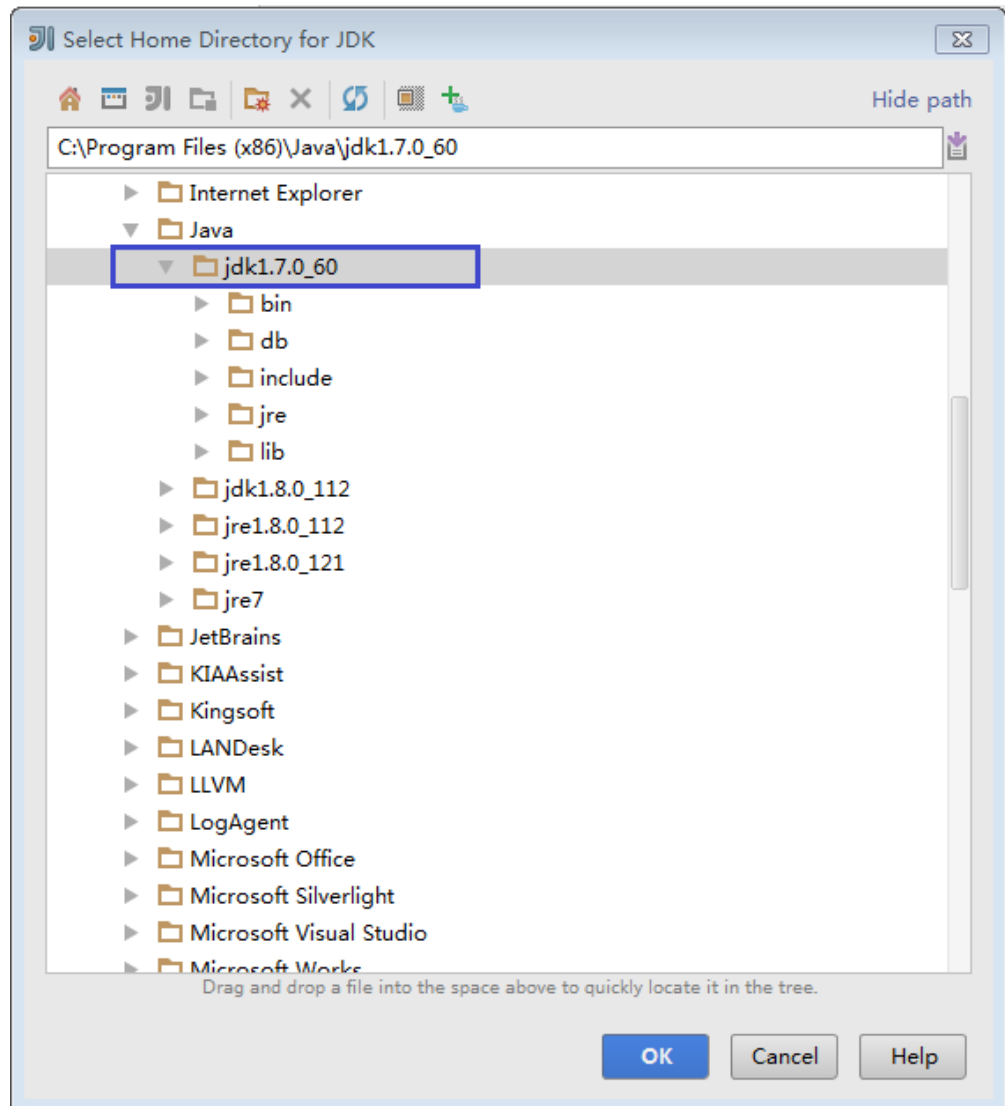 Select Home Directory for JDK
Hide path
C:\Program Files (x86)\Java\jdk1.7.0_60
Internet Explorer
Java
jdk1.7.0_60
bin
db
include
jre
lib
jdk1.8.0_112
jre1.8.0_112
jre1.8.0_121
jre7
JetBrains
KIAAssist
Kingsoft
LANDesk
LLVM
LogAgent
Microsoft Office
Microsoft Silverlight
Microsoft Visual Studio
Microsoft Works
Drag and drop a file into the space above to quickly locate it in the tree.
OK Cancel Help